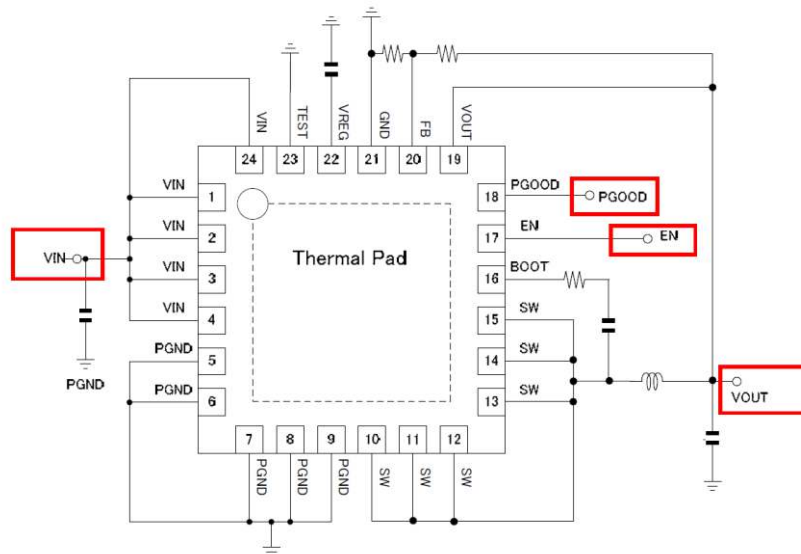 VIN
TEST
VREG
GND
FB
VOUT
24
23
22
21
20
19
VIN
1
18
PGOOD
PGOOD
VIN
2
17
EN
EN
VIN
Thermal Pad
VIN
3
16
BOOT
VIN
4
15
SW
PGND
5
14
SW
PGND
PGND
6
13
SW
VOUT
7
8
9
10
11
12
PGND
PGND
PGND
SW
SW
SW